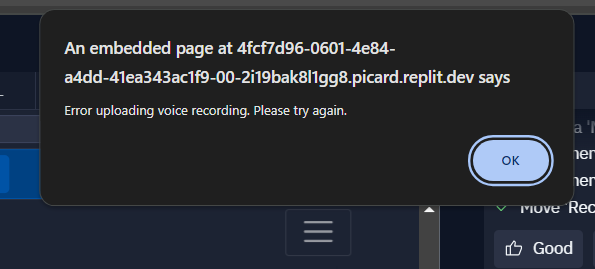 An embedded page at 4fcf7d96-0601-4e84-
a4dd-41ea343ac1f9-00-2i19bak8l1gg8.picard.replit.dev says
Error uploading voice recording. Please try again.
OK
Move 'Rec
Good